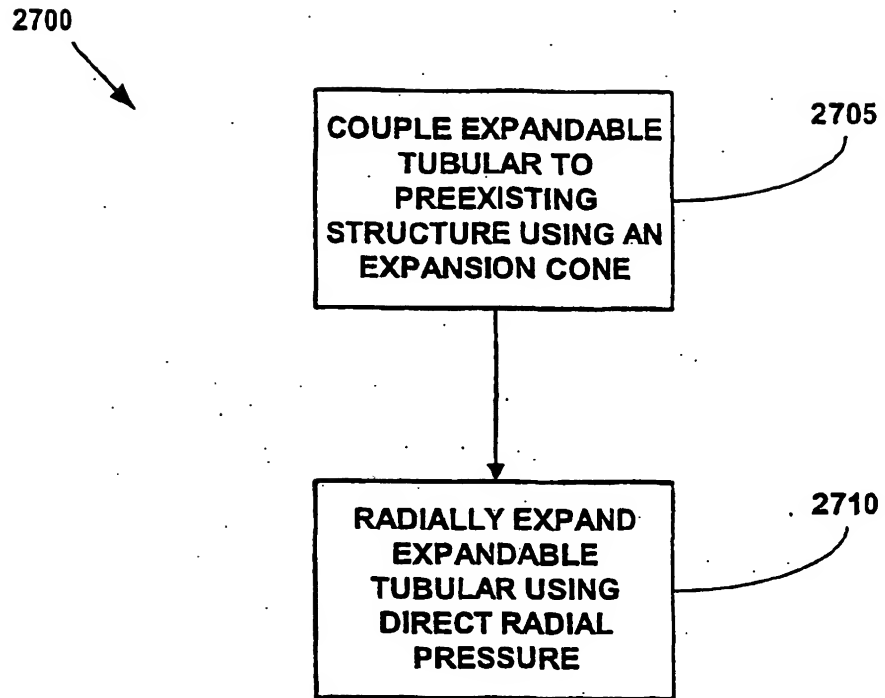 2700
COUPLE EXPANDABLE
TUBULAR TO
PREEXISTING
STRUCTURE USING AN
EXPANSION CONE
2705
RADIALLY EXPAND
EXPANDABLE
TUBULAR USING
DIRECT RADIAL
PRESSURE
2710